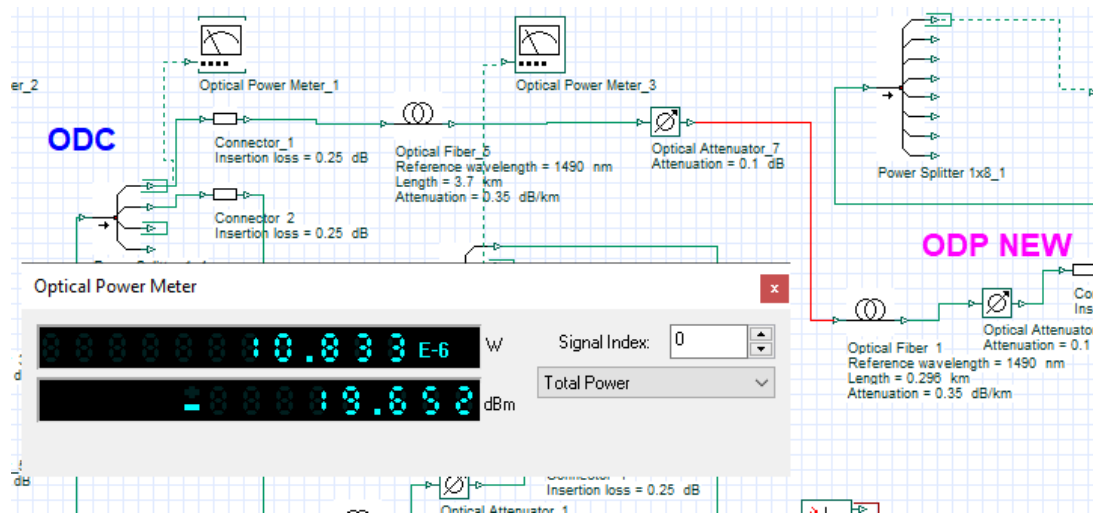 er_2
Optical Power Meter_1
Optical Power Meter_3
ODC
Connector_1
Insertion loss = 0.25 dB
Optical Fiber_5
Reference wavelength = 1490 nm
Length = 3.7 km
Attenuation = 0.35 dB/km
Optical Attenuator_7
Attenuation = 0.1 dB
Power Splitter 1x8_1
Connector_2
Insertion loss = 0.25 dB
ODP NEW
Optical Power Meter
x
10.833 E-6 W
Signal Index: 0
Total Power
-19.652 dBm
Optical Fiber_1
Reference wavelength = 1490 nm
Length = 0.296 km
Attenuation = 0.35 dB/km
Optical Attenuato
Attenuation = 0.1
Co
Ins
dB
Insertion loss = 0.25 dB
Optical Attenuator_1